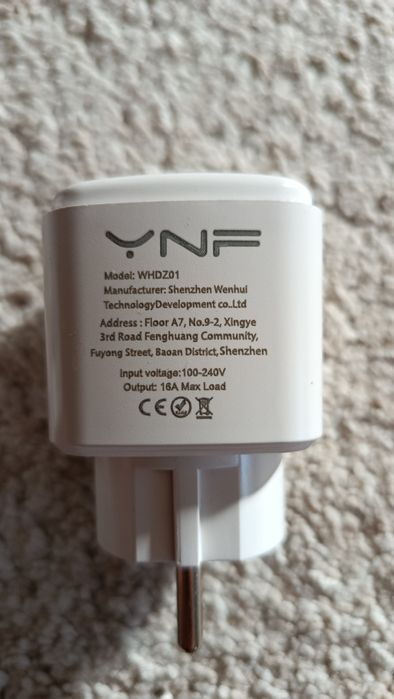 YNF
Model: WHDZ01
Manufacturer: Shenzhen Wenhui
TechnologyDevelopment co..Ltd
Address : Floor A7, No.9-2, Xingye
3rd Road Fenghuang Community,
Fuyong Street, Baoan District, Shenzhen
Input voltage:100-240V
Output: 16A Max Load
CE